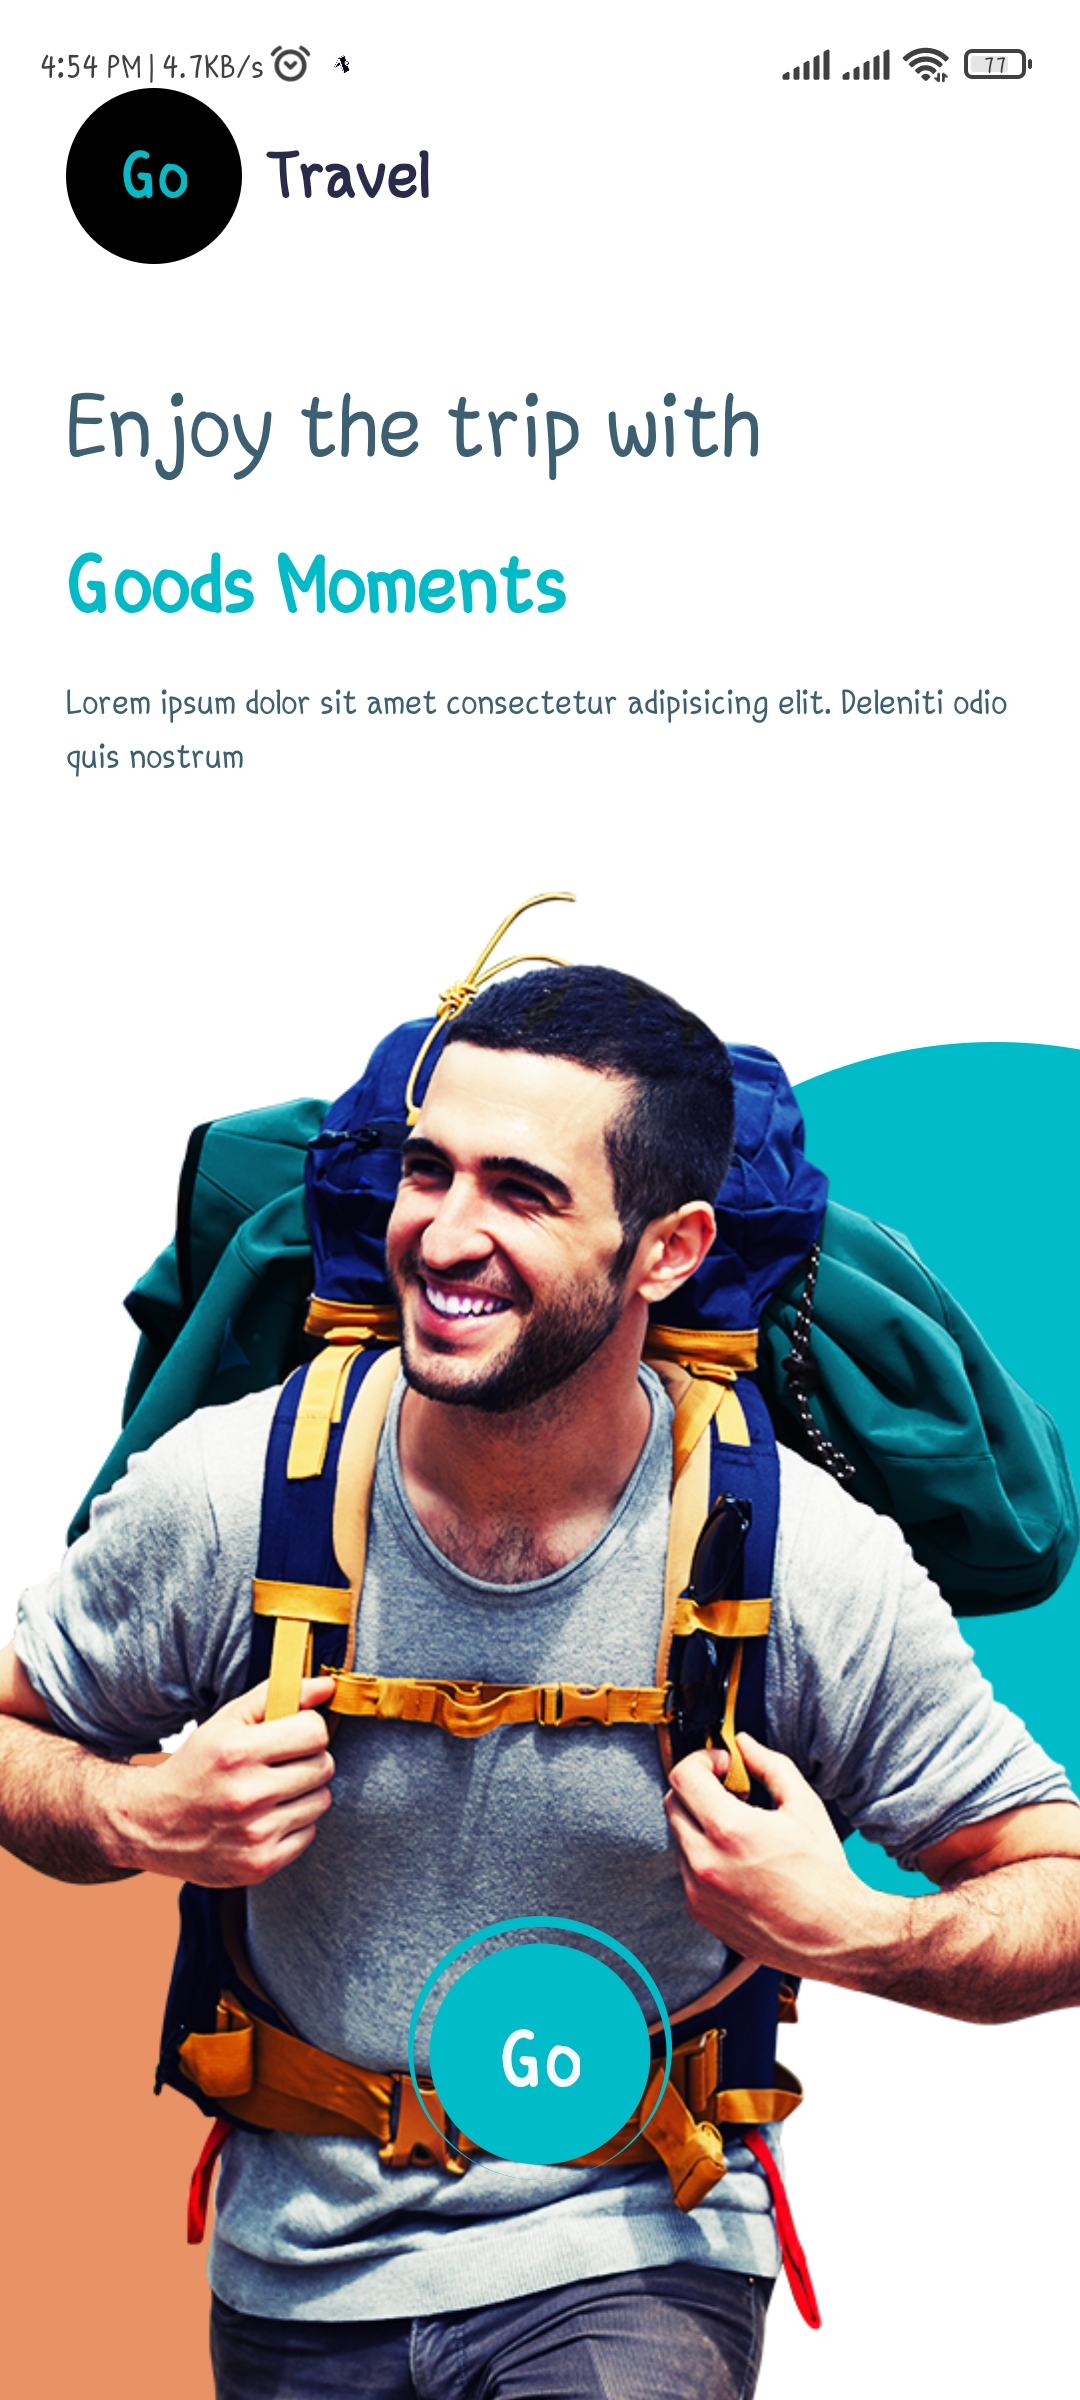 4:54 PM | 4.7KB/s 77
Go Travel
Enjoy the trip with
Goods Moments
Lorem ipsum dolor sit amet consectetur adipisicing elit. Deleniti odio
quis nostrum
Go